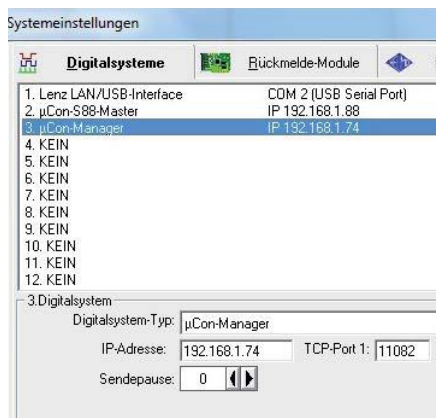 Systemeinstellungen
Digitalsysteme Rückmelde-Module
1. Lenz LAN/USB-Interface COM 2 (USB Serial Port)
2. µCon-S88-Master IP 192.168.1.88
3. µCon-Manager IP 192.168.1.74
4. KEIN
5. KEIN
6. KEIN
7. KEIN
8. KEIN
9. KEIN
10. KEIN
11. KEIN
12. KEIN
3.Digitalsystem
Digitalsystem-Typ: µCon-Manager
IP-Adresse: 192.168.1.74 TCP-Port 1: 11082
Sendepause: 0